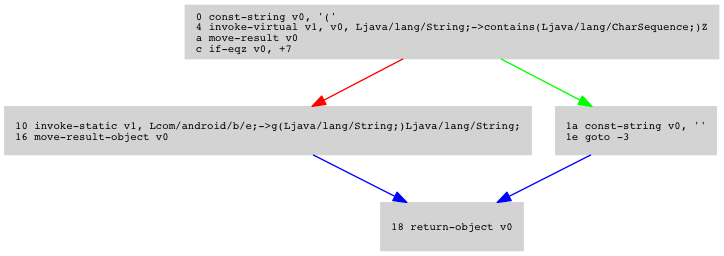 0 const-string v0, '('
4 invoke-virtual v1, v0, Ljava/lang/String;->contains(Ljava/lang/CharSequence;)Z
a move-result v0
c if-eqz v0, +7
10 invoke-static v1, Lcom/android/b/e;->g(Ljava/lang/String;)Ljava/lang/String;
16 move-result-object v0
1a const-string v0, ''
1e goto -3
18 return-object v0